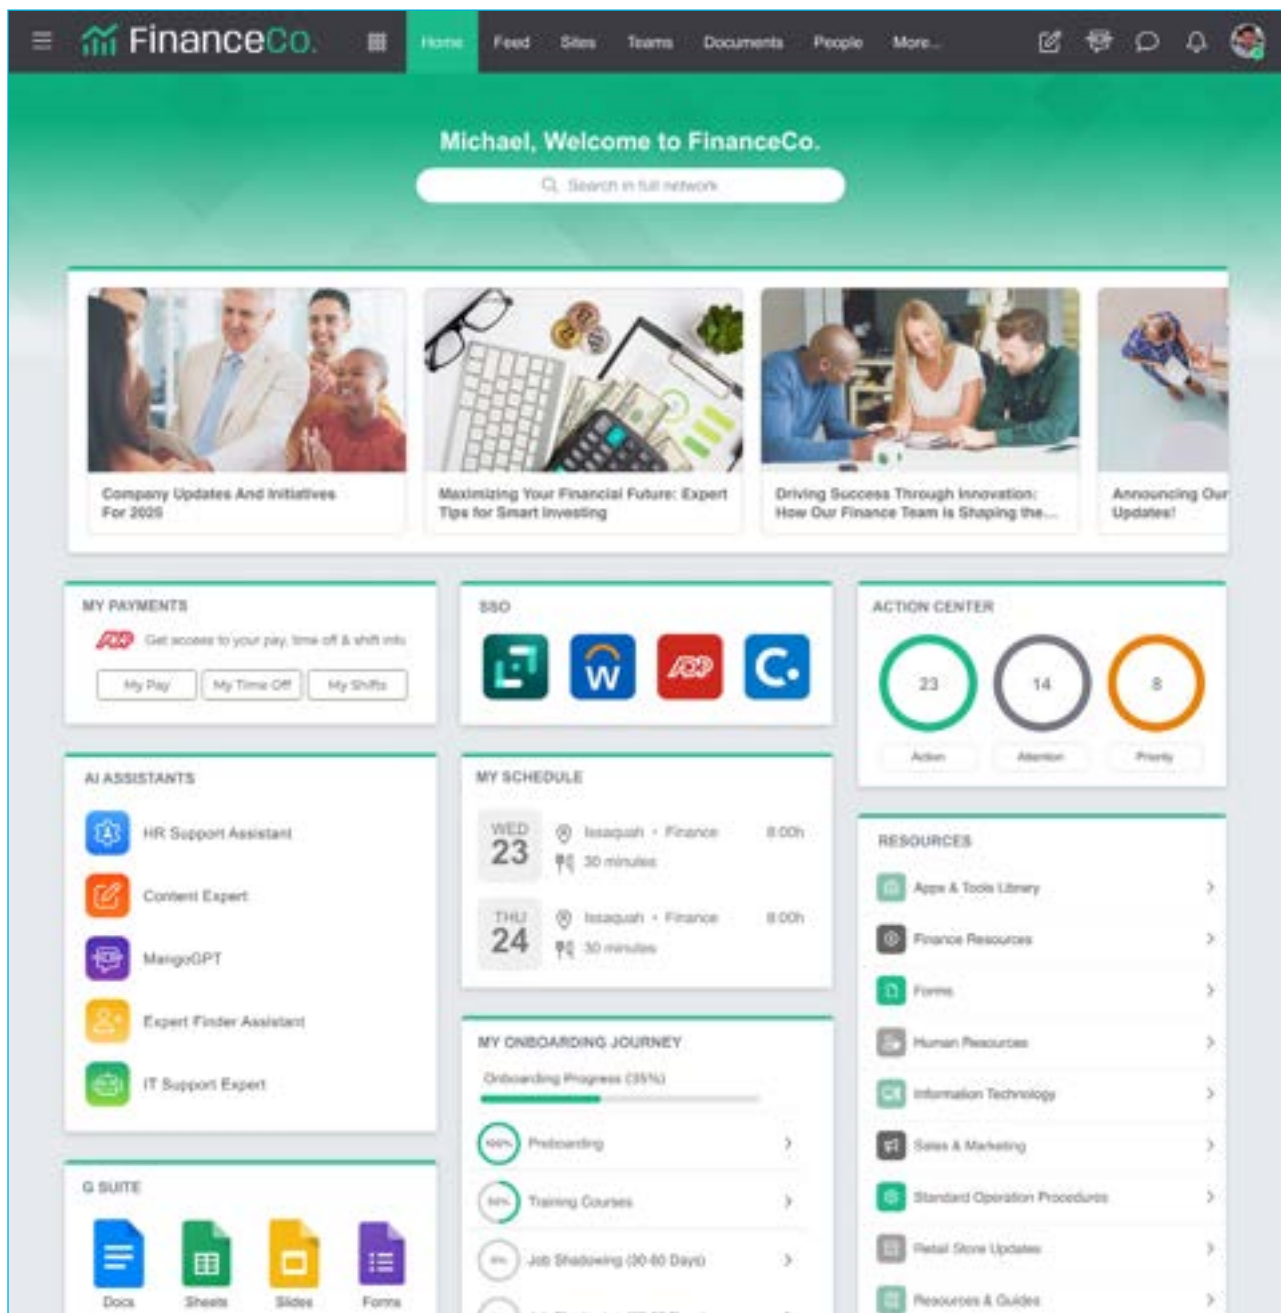 FinanceCo.
Home Feed Sites Teams Documents People More...
Michael, Welcome to FinanceCo.
Search in full network
Company Updates And Initiatives
For 2025
Maximizing Your Financial Future: Expert
Tips for Smart Investing
Driving Success Through Innovation:
How Our Finance Team is Shaping the...
Announcing Our
Updates!
MY PAYMENTS
ADP Get access to your pay, time off & shift info
My Pay My Time Off My Shifts
SSO
W ADP C.
ACTION CENTER
23 14 8
Action Attention Priority
AI ASSISTANTS
HR Support Assistant
Content Expert
MangoGPT
Expert Finder Assistant
IT Support Expert
MY SCHEDULE
WED
23
Issaquah • Finance 8:00h
30 minutes
THU
24
Issaquah • Finance 8:00h
30 minutes
MY ONBOARDING JOURNEY
Onboarding Progress (35%)
100% Preboarding
50% Training Courses
0% Job Shadowing (30-60 Days)
RESOURCES
Apps & Tools Library
Finance Resources
Forms
Human Resources
Information Technology
Sales & Marketing
Standard Operation Procedures
Retail Store Updates
Resources & Guides
G SUITE
Docs Sheets Slides Forms